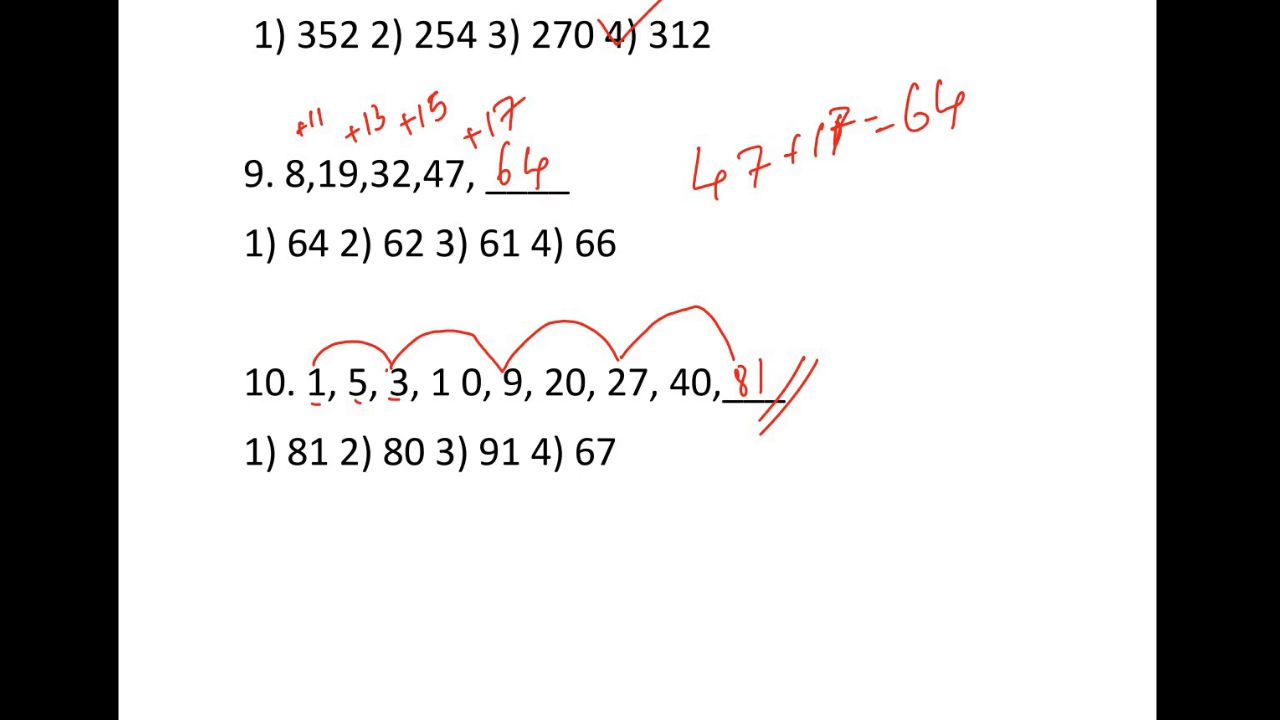 1) 352 2) 254 3) 270 4) 312
+11 +13 +15 +17
47+17=64
9. 8,19,32,47, 64
1) 64 2) 62 3) 61 4) 66
10. 1, 5, 3, 1 0, 9, 20, 27, 40, 81
1) 81 2) 80 3) 91 4) 67